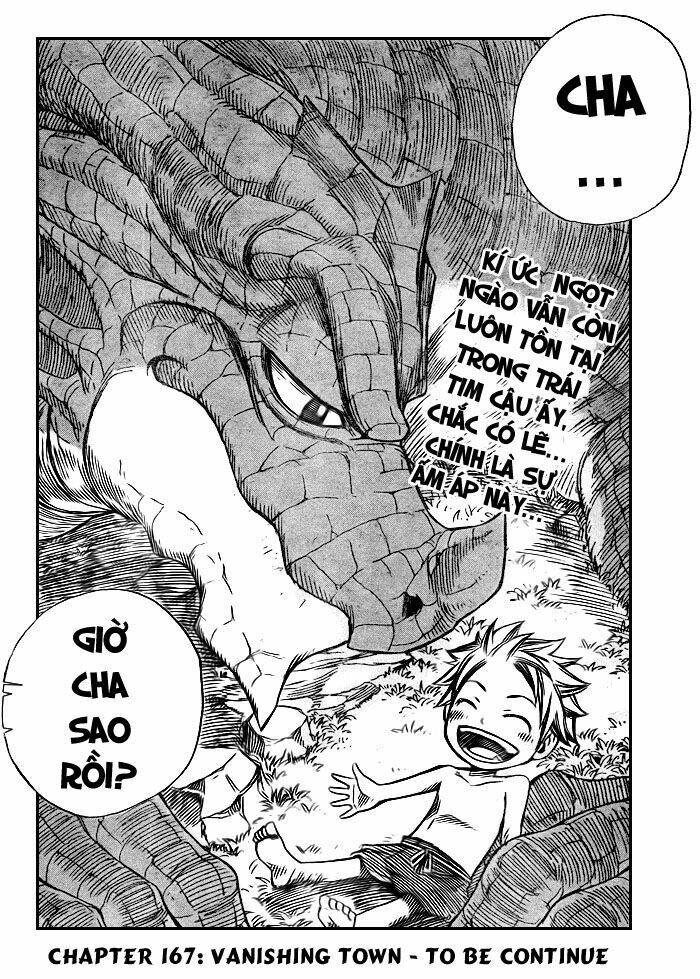 CHA
...
KÍ ỨC NGỌT
NGÀO VẪN CÒN
LUÔN TỒN TẠI
TRONG TRÁI
TIM CẬU ẤY.
CHẮC CÓ LẼ...
CHÍNH LÀ SỰ
ẤM ÁP NÀY...
GIỜ
CHA
SAO
RỒI?
CHAPTER 167: VANISHING TOWN - TO BE CONTINUE